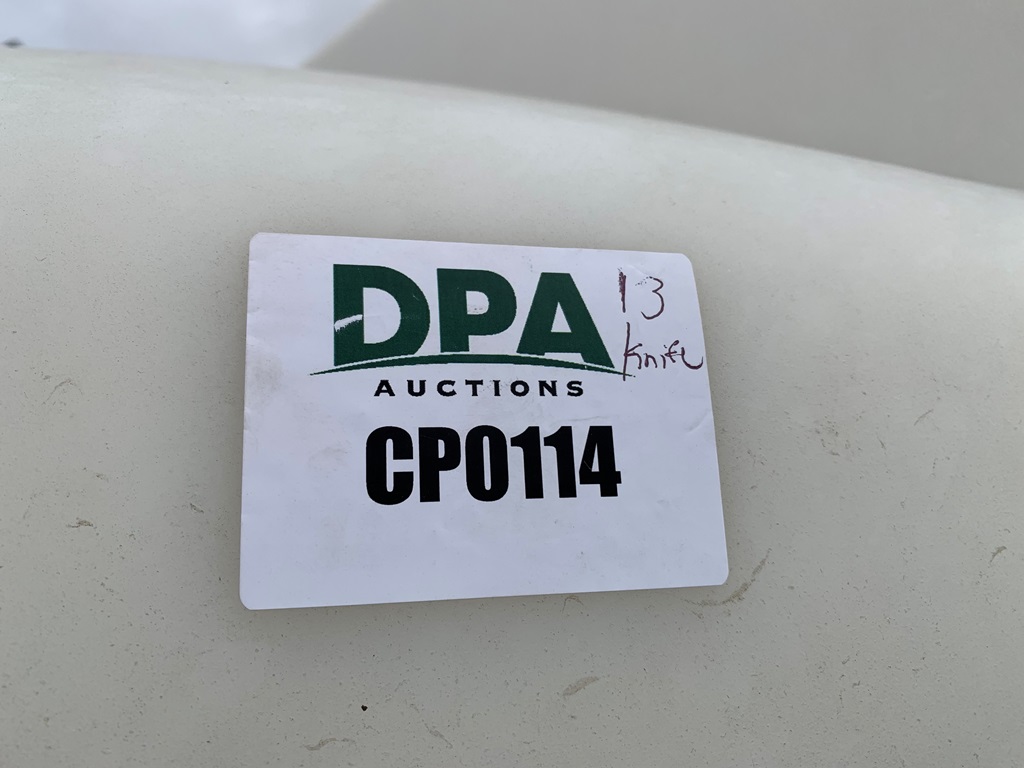 DPA
AUCTIONS
13
Knife
CP0114